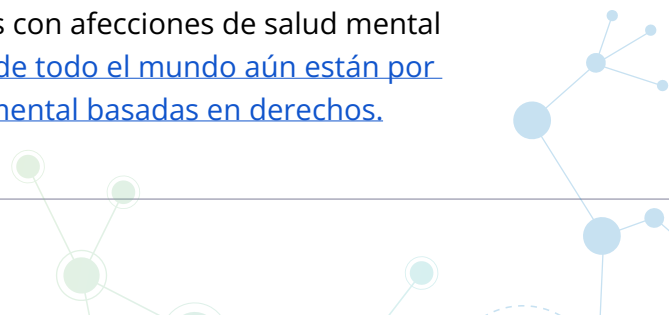 con afecciones de salud mental
de todo el mundo aún están por
mental basadas en derechos.